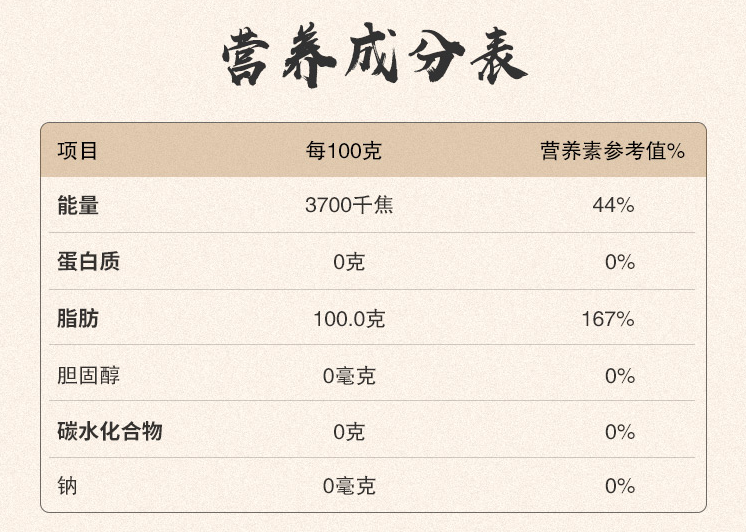 营养成分表
项目 每100克 营养素参考值%
能量 3700千焦 44%
蛋白质 0克 0%
脂肪 100.0克 167%
胆固醇 0毫克 0%
碳水化合物 0克 0%
钠 0毫克 0%